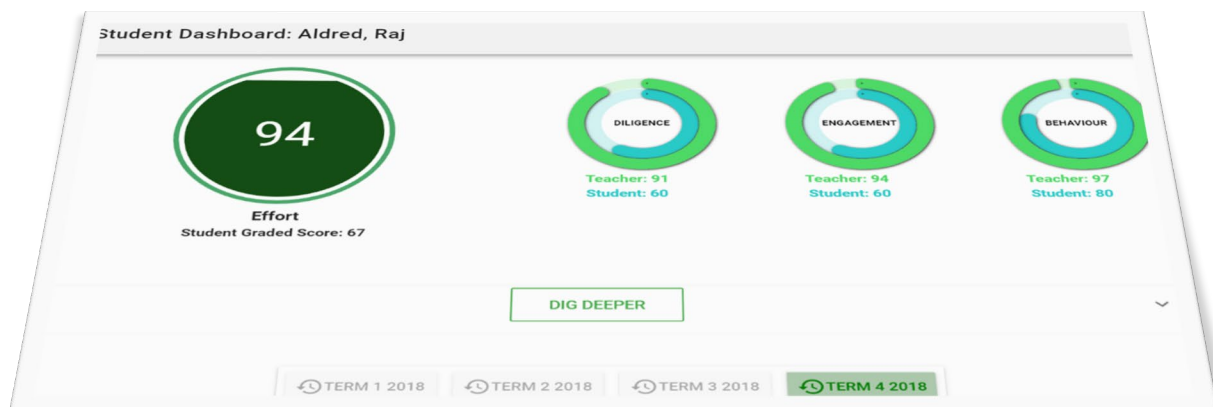 Student Dashboard: Aldred, Raj
94
Effort
Student Graded Score: 67
DILIGENCE
Teacher: 91
Student: 60
ENGAGEMENT
Teacher: 94
Student: 60
BEHAVIOUR
Teacher: 97
Student: 80
DIG DEEPER
TERM 1 2018
TERM 2 2018
TERM 3 2018
TERM 4 2018